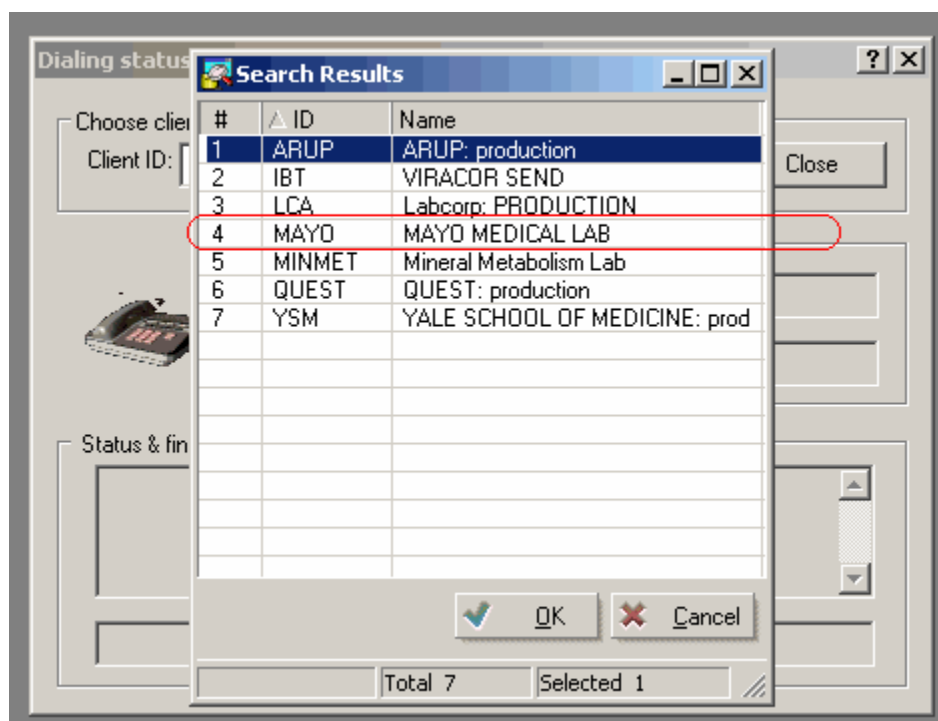 Dialing status
? X
Search Results
Choose clie
Client ID:
Close
# ID Name
1 ARUP ARUP: production
2 IBT VIRACOR SEND
3 LCA Labcorp: PRODUCTION
4 MAYO MAYO MEDICAL LAB
5 MINMET Mineral Metabolism Lab
6 QUEST QUEST: production
7 YSM YALE SCHOOL OF MEDICINE: prod
Status & fin
OK Cancel
Total 7 Selected 1